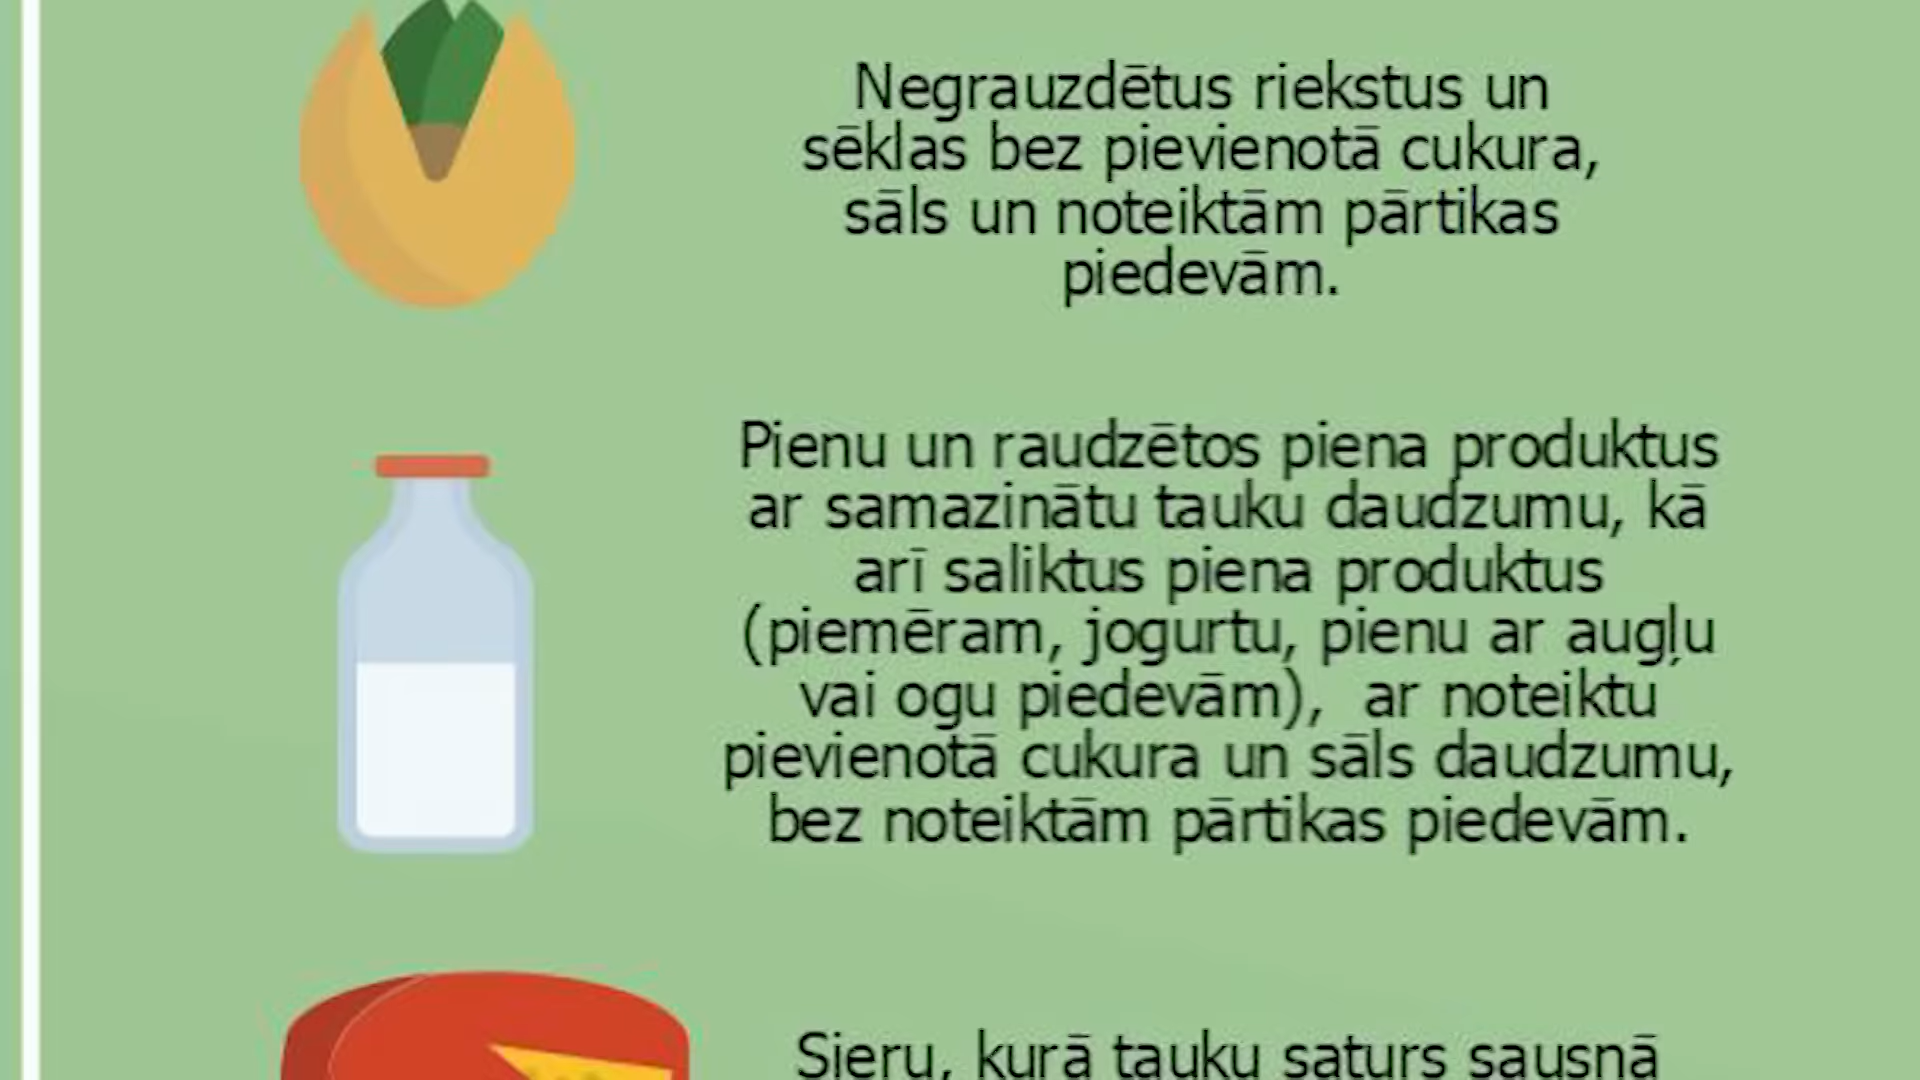 Negrauzdētus riekstus un
sēklas bez pievienotā cukura,
sāls un noteiktām pārtikas
piedevām.
Pienu un raudzētos piena produktus
ar samazinātu tauku daudzumu, kā
arī saliktus piena produktus
(piemēram, jogurtu, pienu ar augļu
vai ogu piedevām),  ar noteiktu
pievienotā cukura un sāls daudzumu,
bez noteiktām pārtikas piedevām.
Sieru, kurā tauku saturs sausnā